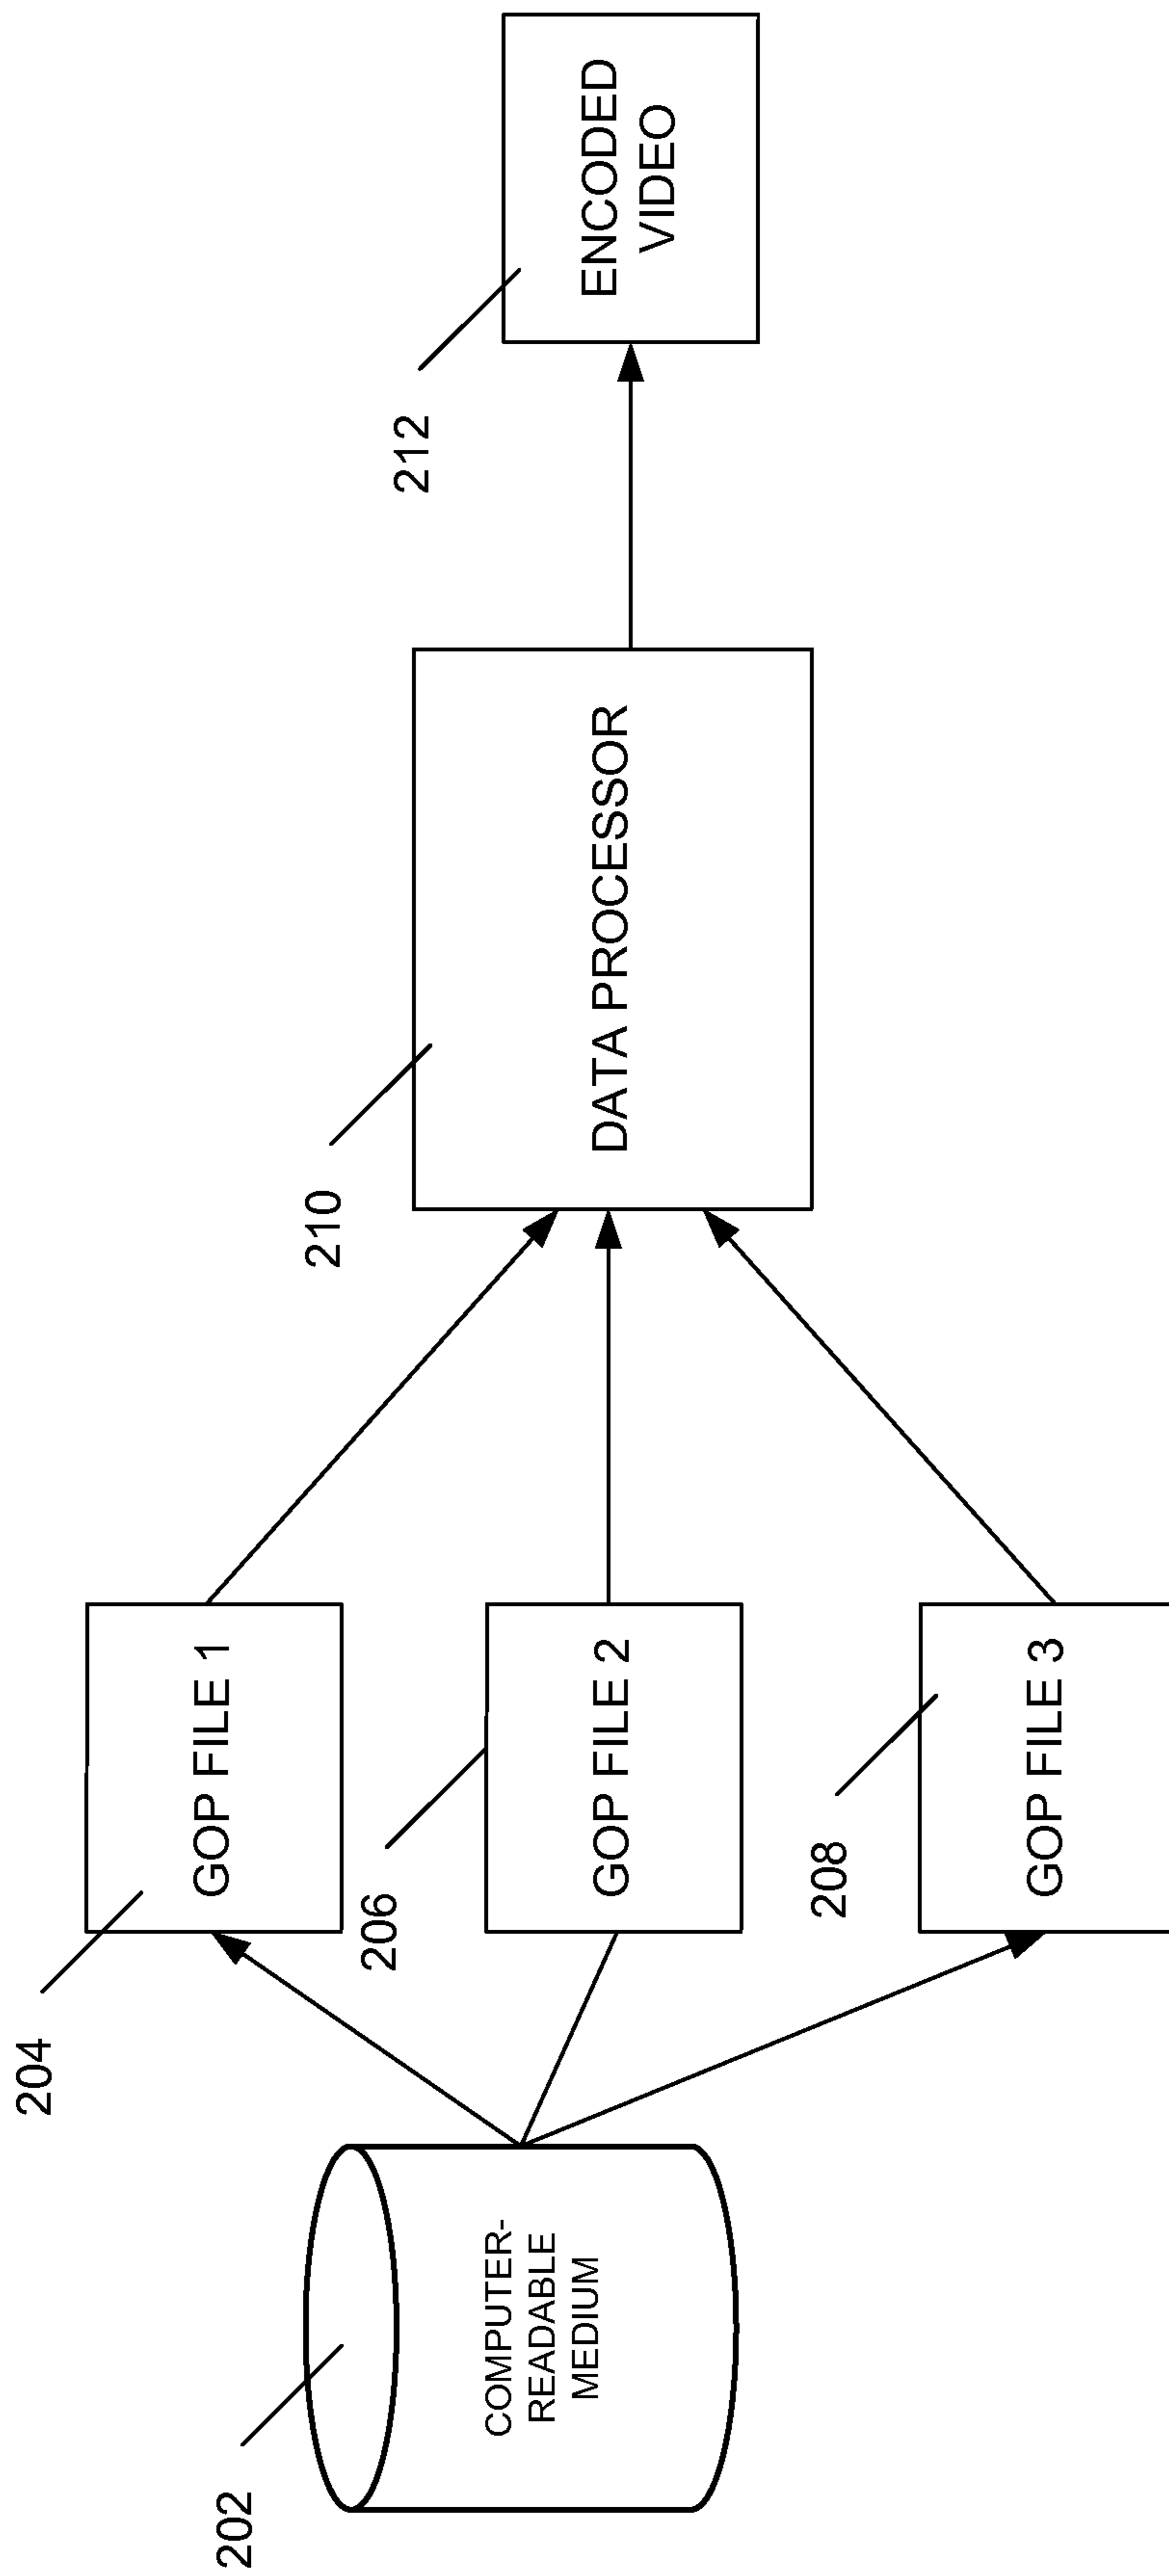 202
COMPUTER-
READABLE
MEDIUM
204
GOP FILE 1
206
GOP FILE 2
208
GOP FILE 3
210
DATA PROCESSOR
212
ENCODED
VIDEO